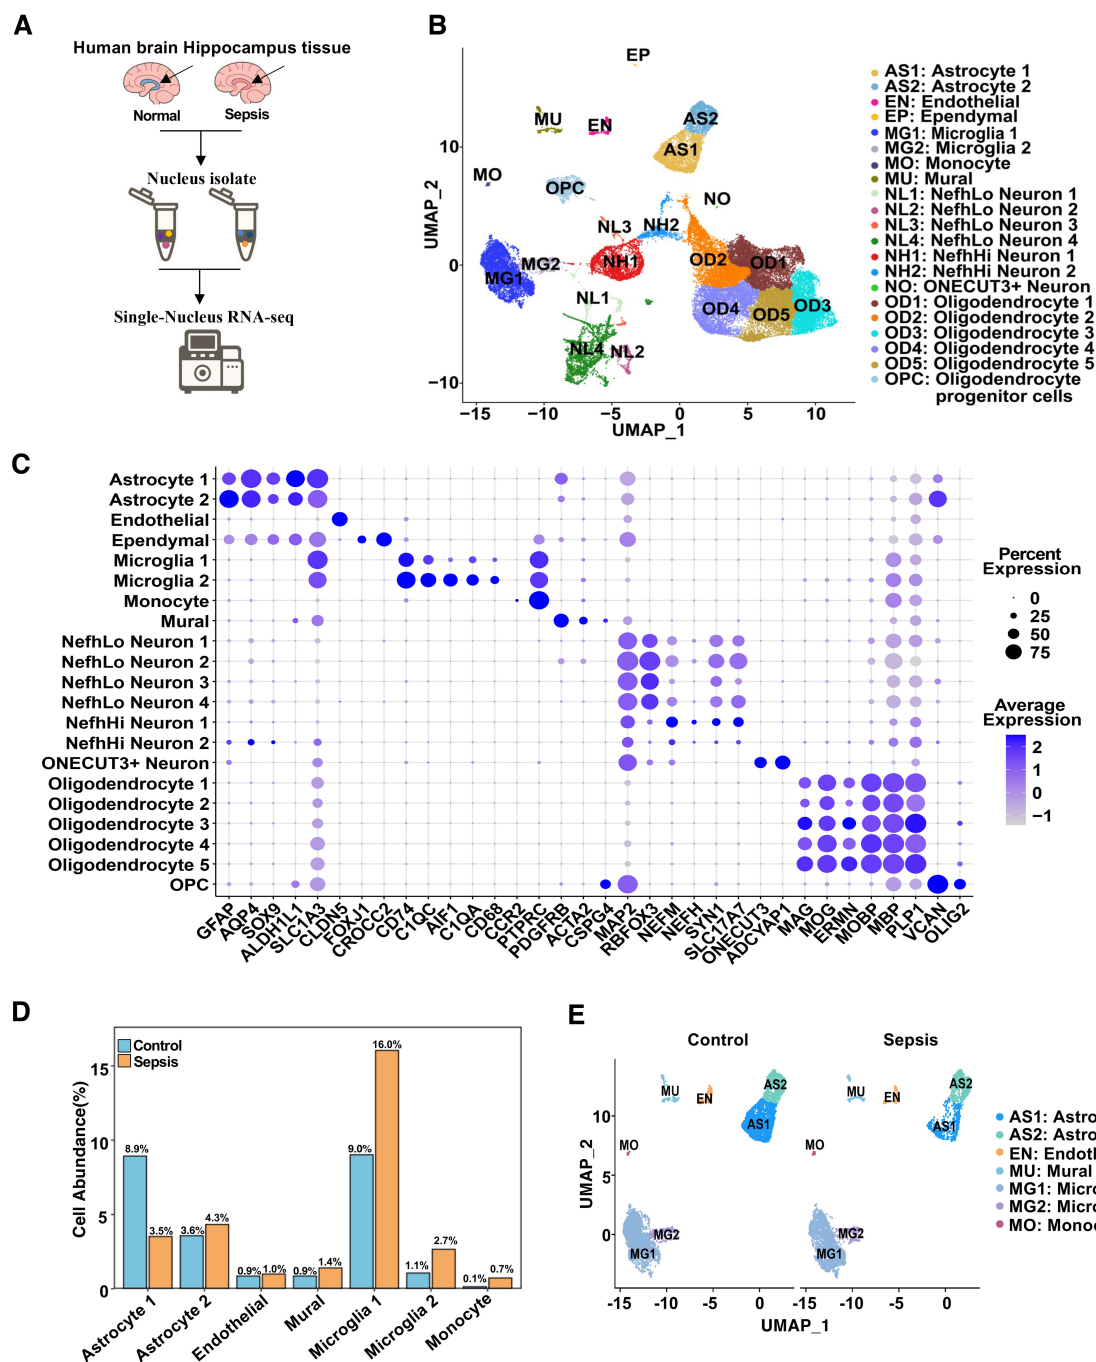 A
Human brain Hippocampus tissue
Normal
Sepsis
Nucleus isolate
Single-Nucleus RNA-seq
B
EP
MU
EN
AS2
AS1
MO
OPC
NO
NL3
NH2
MG1
MG2
NH1
OD2
OD1
NL1
OD4
OD5
OD3
NL4
NL2
10
0
−10
UMAP_2
−15
−10
−5
0
5
10
UMAP_1
AS1: Astrocyte 1
AS2: Astrocyte 2
EN: Endothelial
EP: Ependymal
MG1: Microglia 1
MG2: Microglia 2
MO: Monocyte
MU: Mural
NL1: NefhLo Neuron 1
NL2: NefhLo Neuron 2
NL3: NefhLo Neuron 3
NL4: NefhLo Neuron 4
NH1: NefhHi Neuron 1
NH2: NefhHi Neuron 2
NO: ONECUT3+ Neuron
OD1: Oligodendrocyte 1
OD2: Oligodendrocyte 2
OD3: Oligodendrocyte 3
OD4: Oligodendrocyte 4
OD5: Oligodendrocyte 5
OPC: Oligodendrocyte
progenitor cells
C
Astrocyte 1
Astrocyte 2
Endothelial
Ependymal
Microglia 1
Microglia 2
Monocyte
Mural
NefhLo Neuron 1
NefhLo Neuron 2
NefhLo Neuron 3
NefhLo Neuron 4
NefhHi Neuron 1
NefhHi Neuron 2
ONECUT3+ Neuron
Oligodendrocyte 1
Oligodendrocyte 2
Oligodendrocyte 3
Oligodendrocyte 4
Oligodendrocyte 5
OPC
GFAP
AQP4
SOX9
ALDH1L1
SLC1A3
CLDN5
FOXJ1
CROCC2
CD74
C1QC
AIF1
C1QA
CD68
CCR2
PTPRC
PDGFRB
ACTA2
CSPG4
MAP2
RBFOX3
NEFM
NEFH
SYN1
SLC17A7
ONECUT3
ADCYAP1
MAG
MOG
ERMN
MOBP
MBP
PLP1
VCAN
OLIG2
Percent
Expression
0
25
50
75
Average
Expression
2
1
0
−1
D
Control
Sepsis
Cell Abundance(%)
15
10
5
0
8.9%
3.5%
3.6%
4.3%
0.9%
1.0%
0.9%
1.4%
9.0%
16.0%
1.1%
2.7%
0.1%
0.7%
Astrocyte 1
Astrocyte 2
Endothelial
Mural
Microglia 1
Microglia 2
Monocyte
E
Control
Sepsis
MU
EN
AS2
AS1
MO
MG2
MG1
MU
EN
AS2
AS1
MO
MG2
MG1
10
5
0
UMAP_2
-15
-10
-5
0
-15
-10
-5
0
UMAP_1
AS1: Astro
AS2: Astro
EN: Endoth
MU: Mural
MG1: Micro
MG2: Micro
MO: Monoc